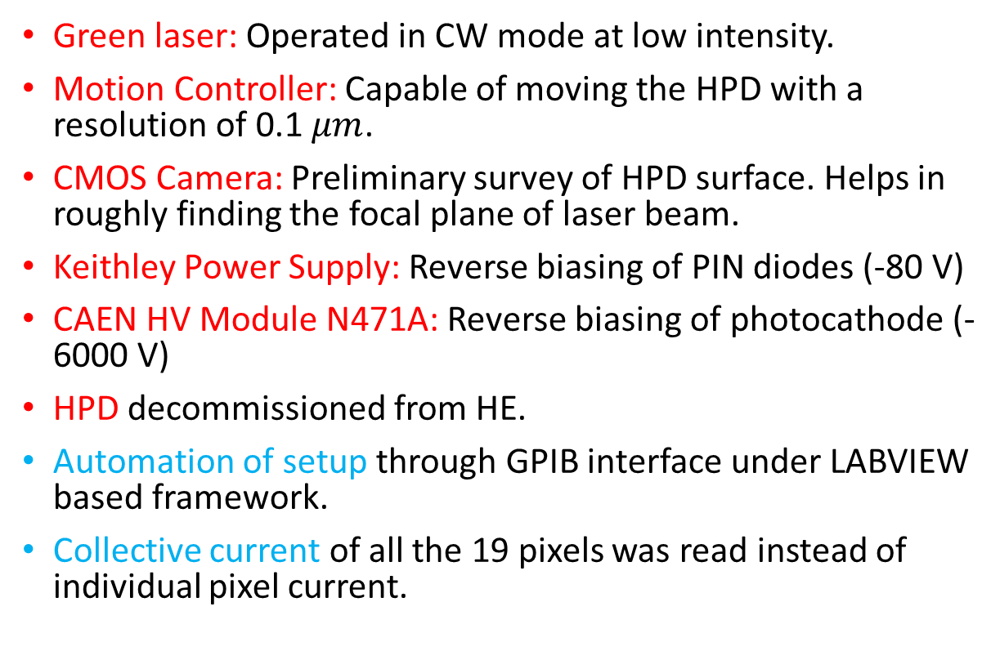 • Green laser: Operated in CW mode at low intensity.
• Motion Controller: Capable of moving the HPD with a
resolution of 0.1 𝜇𝑚.
• CMOS Camera: Preliminary survey of HPD surface. Helps in
roughly finding the focal plane of laser beam.
• Keithley Power Supply: Reverse biasing of PIN diodes (-80 V)
• CAEN HV Module N471A: Reverse biasing of photocathode (-
6000 V)
• HPD decommissioned from HE.
• Automation of setup through GPIB interface under LABVIEW
based framework.
• Collective current of all the 19 pixels was read instead of
individual pixel current.